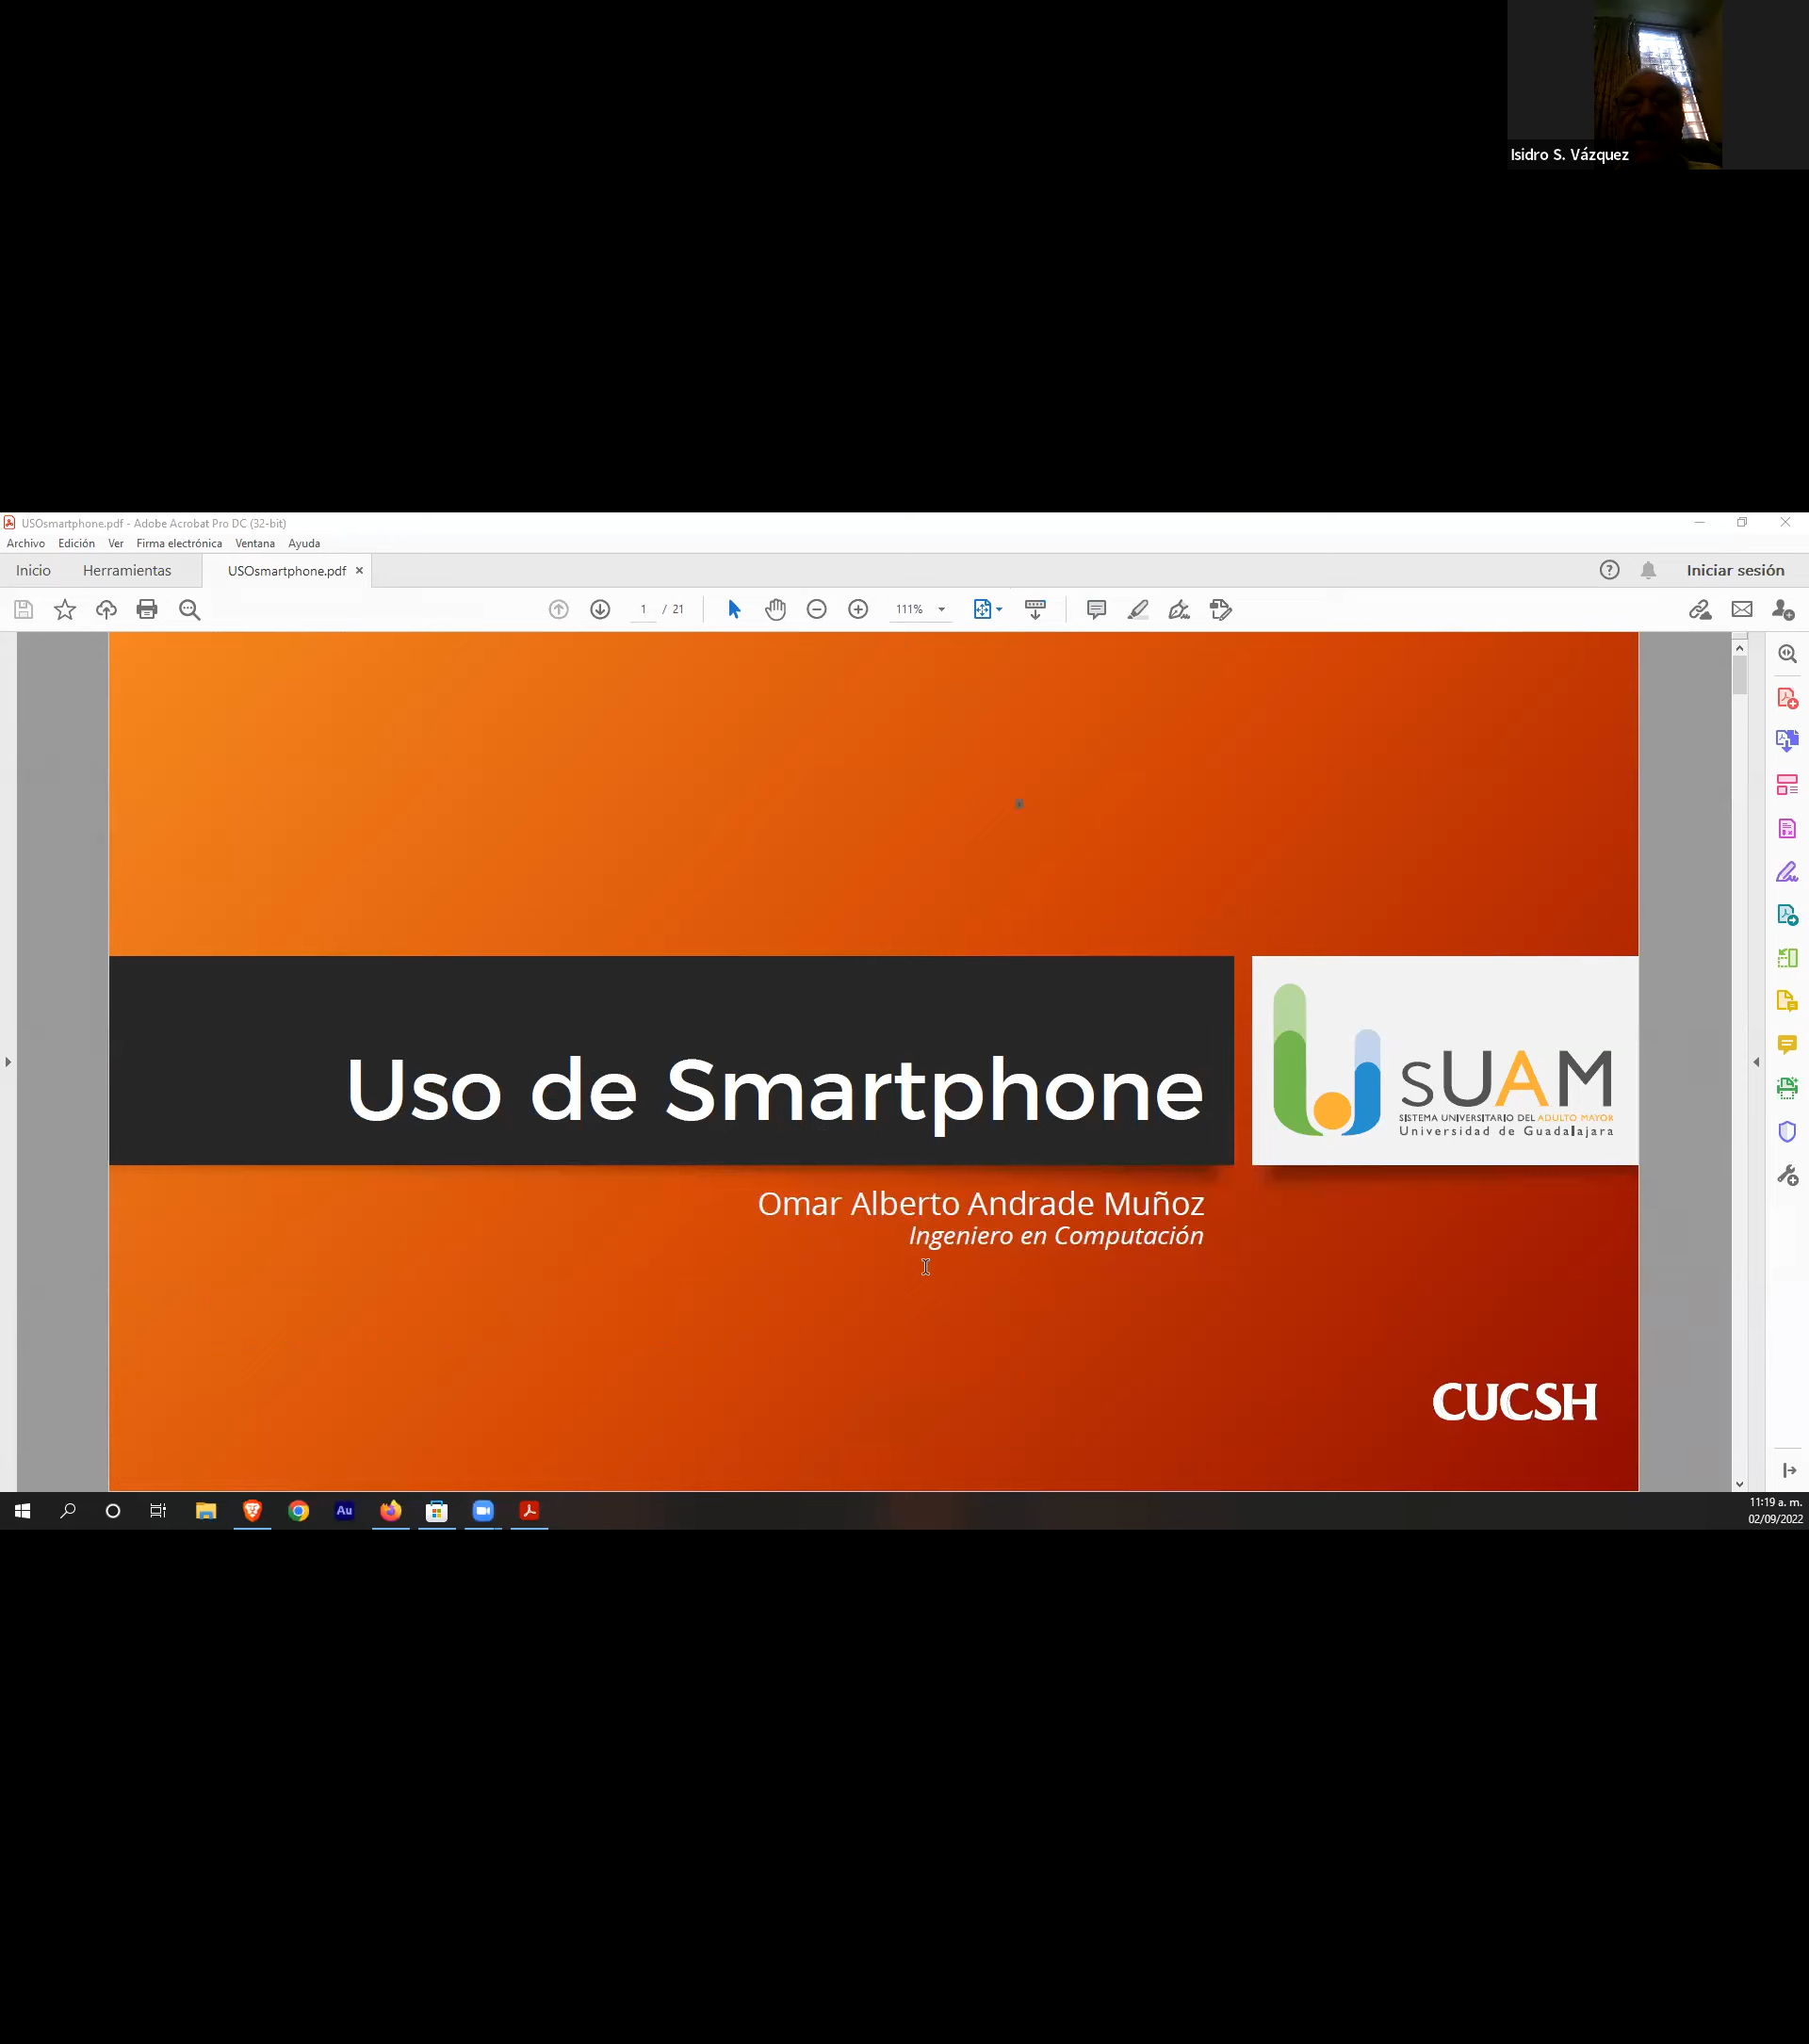 Isidro S. Vázquez
USOsmartphone.pdf - Adobe Acrobat Pro DC (32-bit)
Archivo Edición Ver Firma electrónica Ventana Ayuda
Inicio Herramientas USOsmartphone.pdf × Iniciar sesión
1 / 21 111%
Uso de Smartphone
sUAM
SISTEMA UNIVERSITARIO DEL ADULTO MAYOR
Universidad de Guadalajara
Omar Alberto Andrade Muñoz
Ingeniero en Computación
CUCSH
Au
11:19 a. m.
02/09/2022